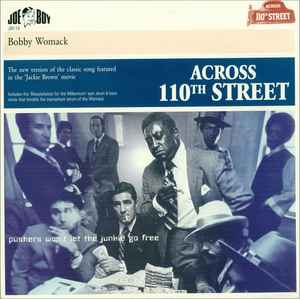 JOE BOY
ACROSS
110TH STREET
Bobby Womack
The new version of the classic song featured
in the 'Jackie Brown' movie
ACROSS
110TH STREET
pushers won't let the junkie go free